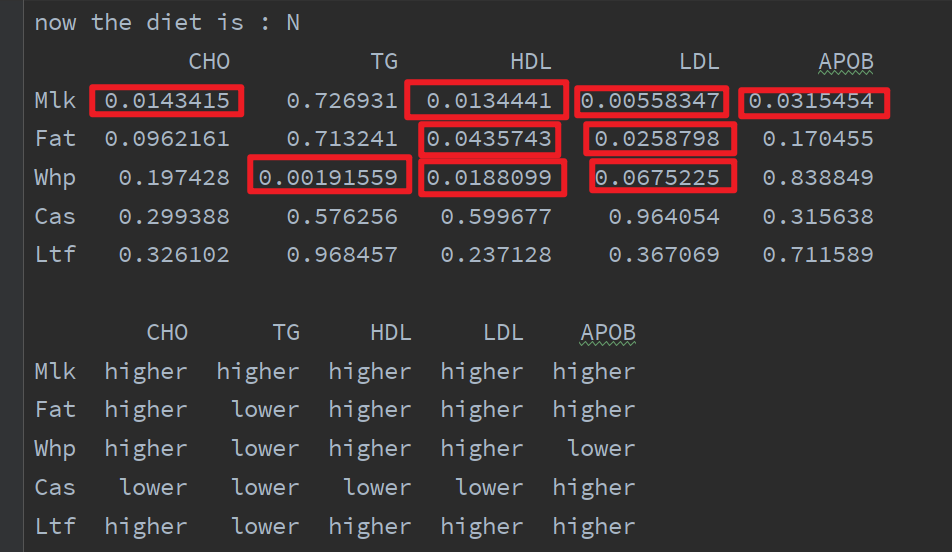 now the diet is : N
CHO TG HDL LDL APOB
Mlk 0.0143415 0.726931 0.0134441 0.00558347 0.0315454
Fat 0.0962161 0.713241 0.0435743 0.0258798 0.170455
Whp 0.197428 0.00191559 0.0188099 0.0675225 0.838849
Cas 0.299388 0.576256 0.599677 0.964054 0.315638
Ltf 0.326102 0.968457 0.237128 0.367069 0.711589
CHO TG HDL LDL APOB
Mlk higher higher higher higher higher
Fat higher lower higher higher higher
Whp higher lower higher higher lower
Cas lower lower lower lower higher
Ltf higher lower higher higher higher